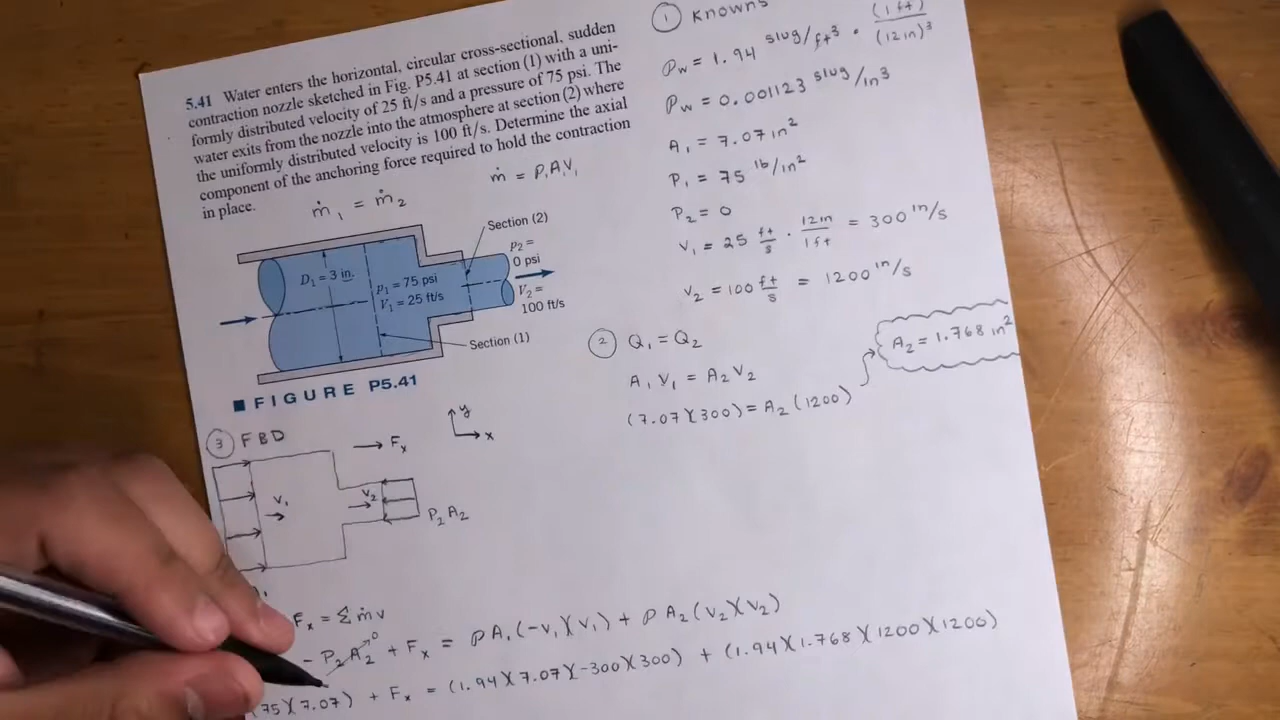 5.41 Water enters the horizontal, circular cross-sectional, sudden
contraction nozzle sketched in Fig. P5.41 at section (1) with a uni-
formly distributed velocity of 25 ft/s and a pressure of 75 psi. The
water exits from the nozzle into the atmosphere at section (2) where
the uniformly distributed velocity is 100 ft/s. Determine the axial
component of the anchoring force required to hold the contraction
in place.
ṁ₁ = ṁ₂
ṁ = ρ₁A₁V₁
Section (2)
D₁ = 3 in.
p₁ = 75 psi
V₁ = 25 ft/s
p₂ =
0 psi
V₂ =
100 ft/s
Section (1)
■ FIGURE P5.41
① Knowns
ρw = 1.94 slug/ft³ · (1ft)/(12in)³
ρw = 0.001123 slug/in³
A₁ = 7.07 in²
P₁ = 75 lb/in²
P₂ = 0
V₁ = 25 ft/s · 12in/1ft = 300 in/s
V₂ = 100 ft/s = 1200 in/s
② Q₁ = Q₂
A₁V₁ = A₂V₂
(7.07)(300) = A₂(1200)
A₂ = 1.768 in²
③ FBD
Fx
y
x
V₁
V₂
P₂A₂
Fx = Σṁv
- P₂A₂ 0 + Fx = ρA₁(-V₁)(V₁) + ρA₂(V₂)(V₂)
(75)(7.07) + Fx = (1.94)(7.07)(-300)(300) + (1.94)(1.768)(1200)(1200)